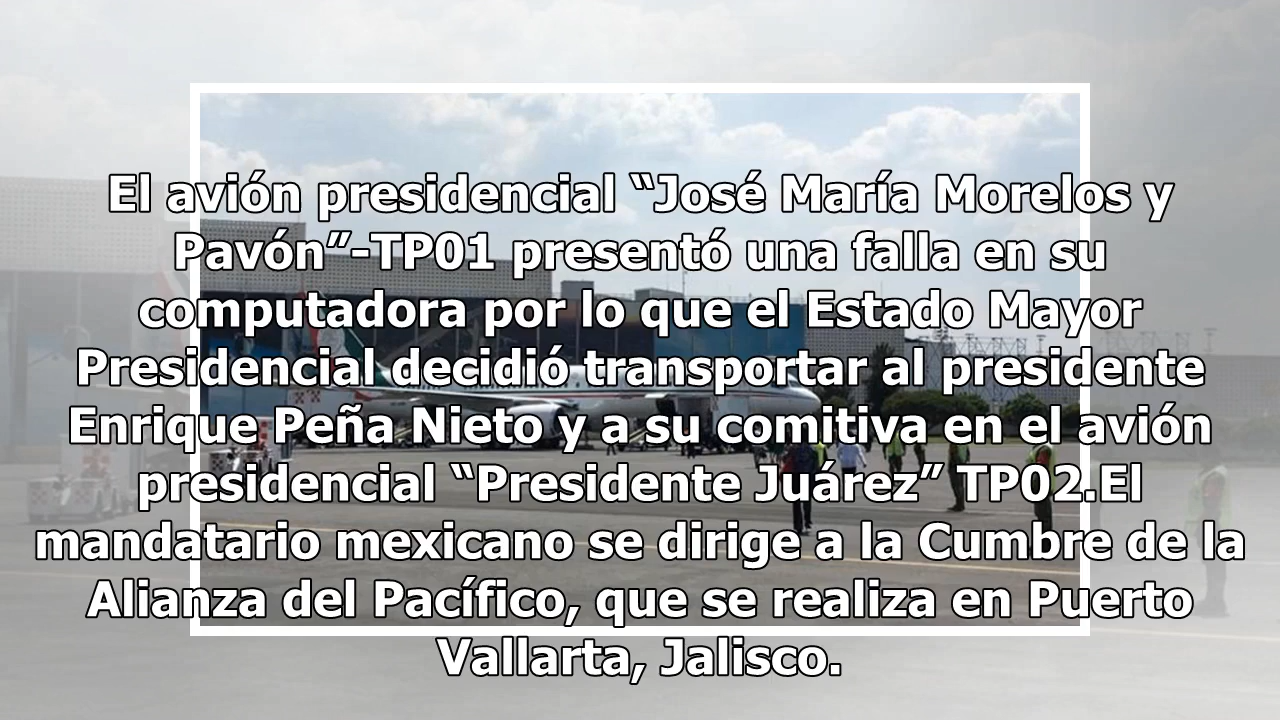 El avión presidencial “José María Morelos y
Pavón”-TP01 presentó una falla en su
computadora por lo que el Estado Mayor
Presidencial decidió transportar al presidente
Enrique Peña Nieto y a su comitiva en el avión
presidencial “Presidente Juárez” TP02.El
mandatario mexicano se dirige a la Cumbre de la
Alianza del Pacífico, que se realiza en Puerto
Vallarta, Jalisco.